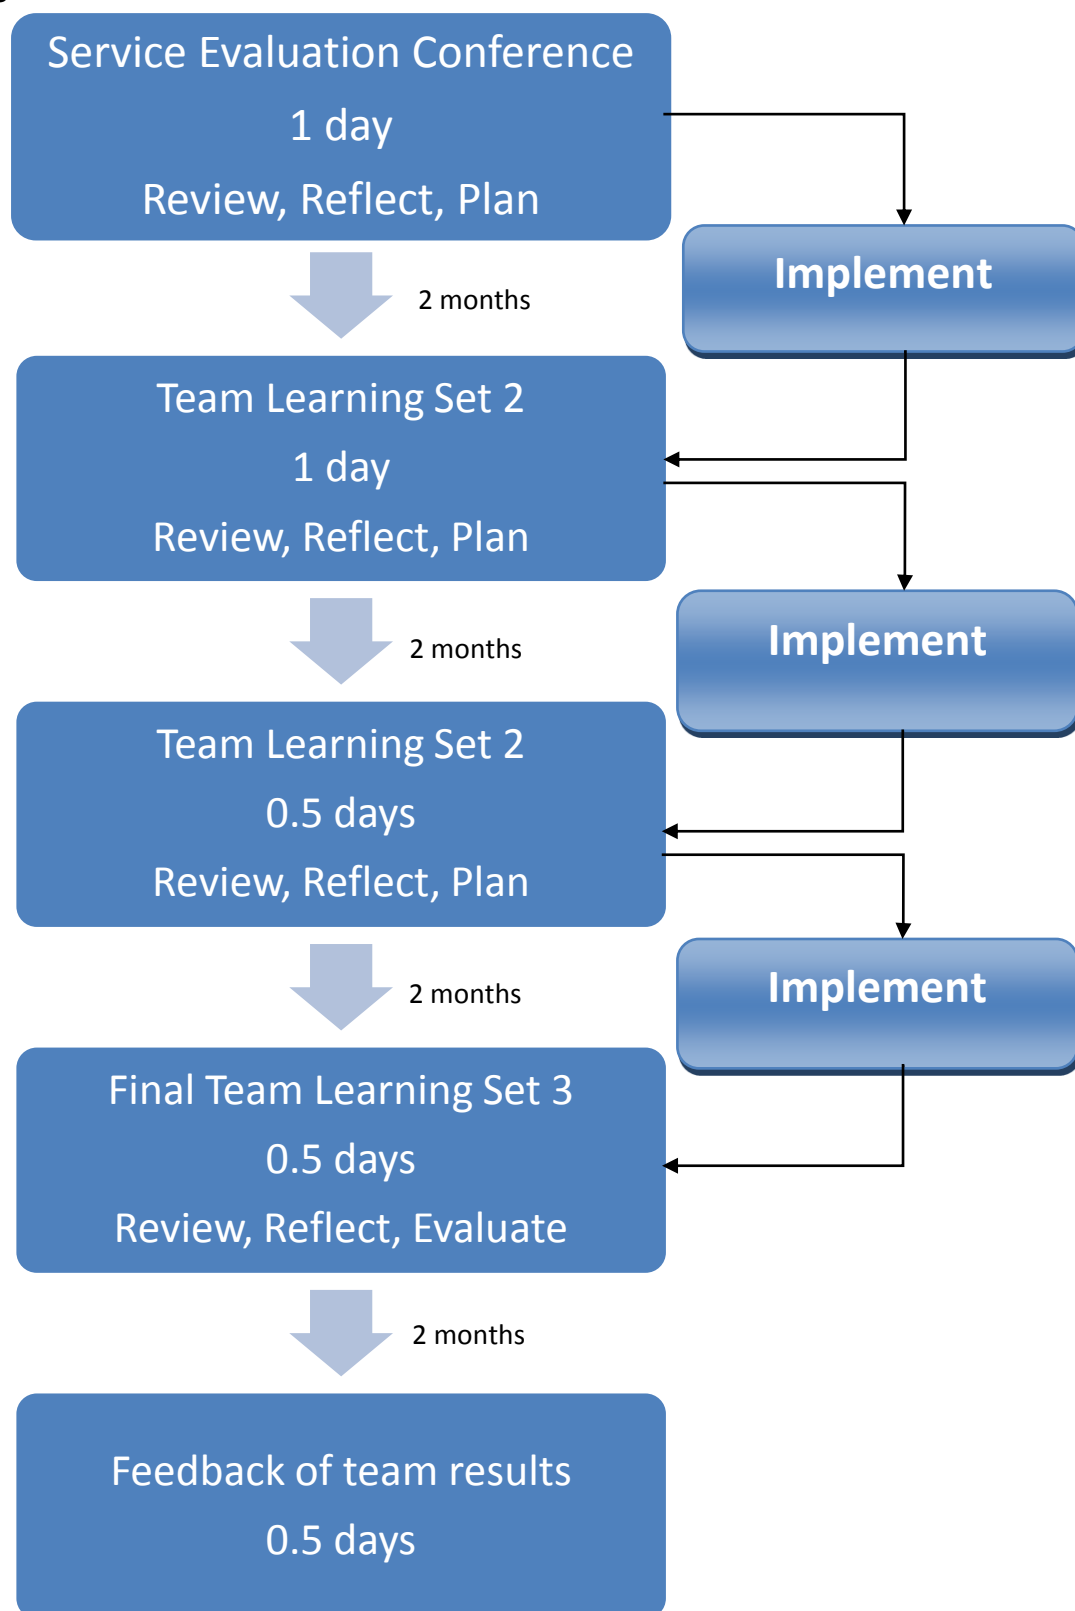 Service Evaluation Conference
1 day
Review, Reflect, Plan
Implement
2 months
Team Learning Set 2
1 day
Review, Reflect, Plan
Implement
2 months
Team Learning Set 2
0.5 days
Review, Reflect, Plan
Implement
2 months
Final Team Learning Set 3
0.5 days
Review, Reflect, Evaluate
2 months
Feedback of team results
0.5 days